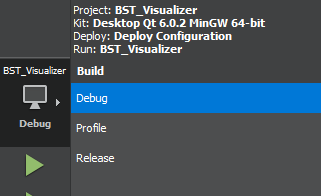 Project: BST_Visualizer
Kit: Desktop Qt 6.0.2 MinGW 64-bit
Deploy: Deploy Configuration
Run: BST_Visualizer
BST_Visualizer
Build
Debug
Debug
Profile
Release